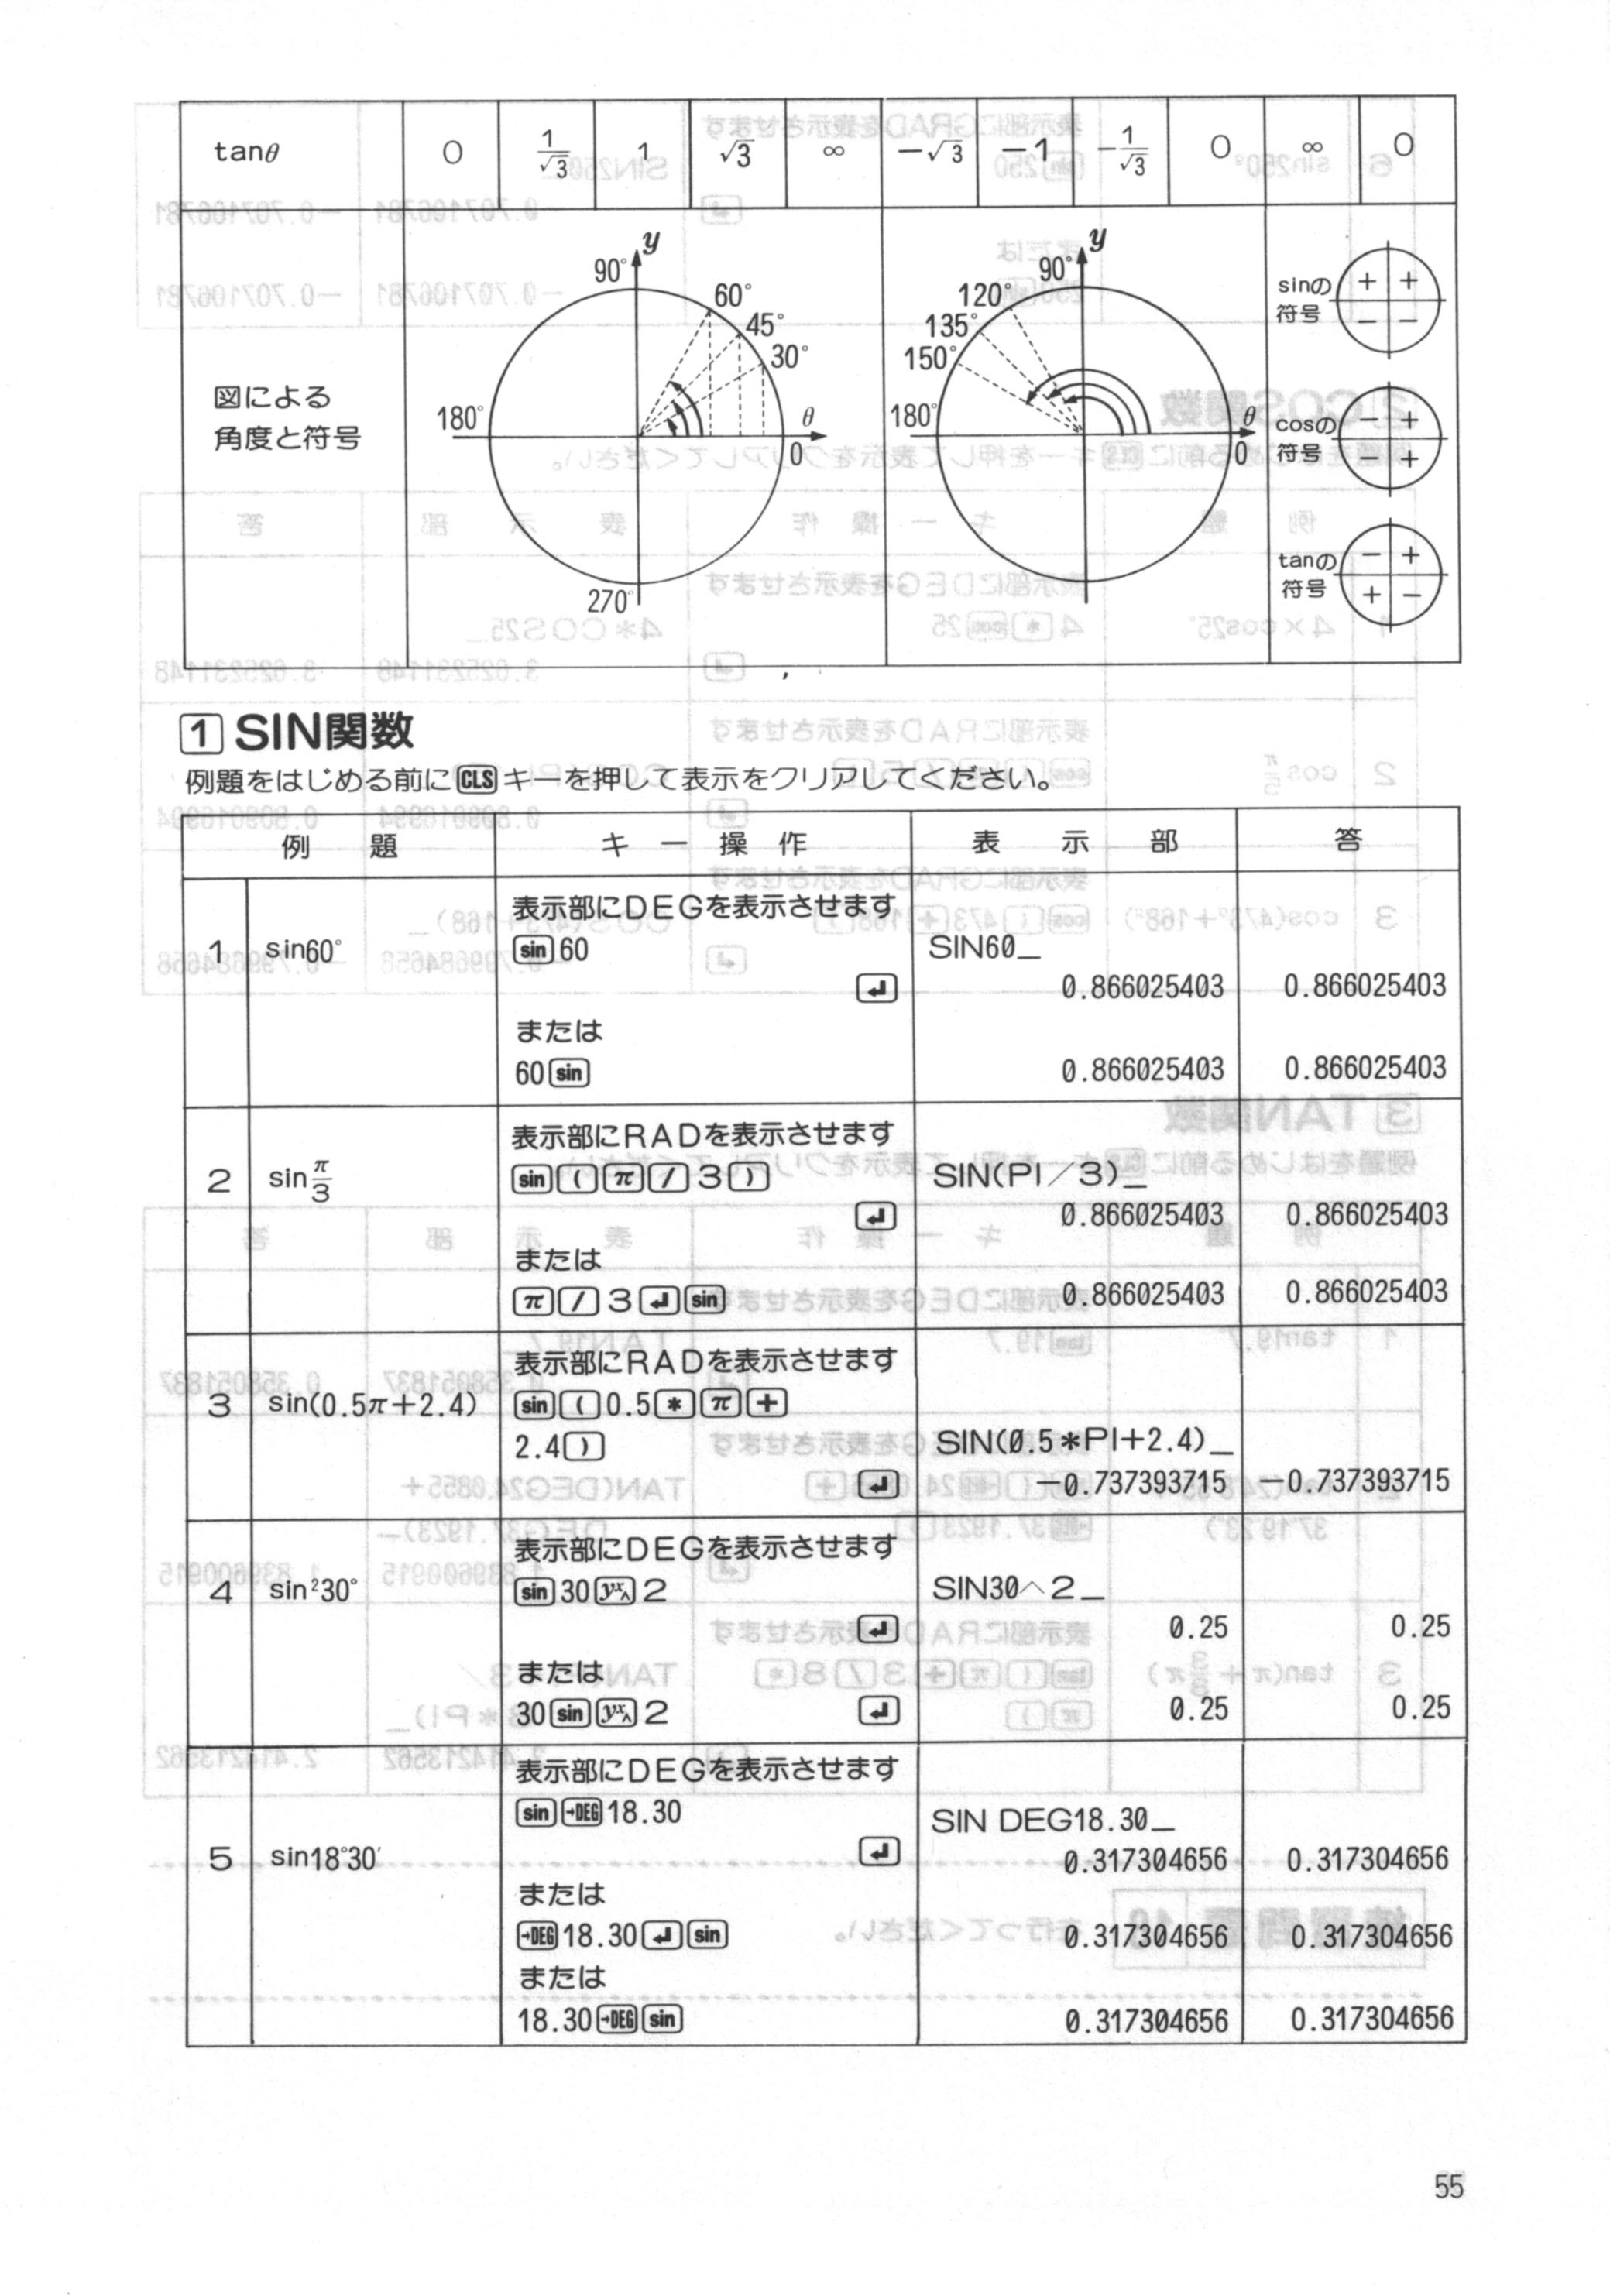 tanθ 0 1/√3 1 √3 ∞ −√3 −1 −1/√3 0 ∞ 0
図による
角度と符号
y
90°
60°
45°
30°
180°
θ
0
270°
y
90°
120°
135°
150°
180°
θ
0
sinの
符号
+ +
− −
cosの
符号
− +
− +
tanの
符号
− +
+ −
1 SIN関数
例題をはじめる前にCLSキーを押して表示をクリアしてください。
例 題 キ ー 操 作 表 示 部 答
表示部にDEGを表示させます
1 sin60° sin 60 SIN60_
↵ 0.866025403 0.866025403
または
60 sin 0.866025403 0.866025403
表示部にRADを表示させます
2 sin π/3 sin ( π / 3 ) SIN(PI／3)_
↵ 0.866025403 0.866025403
または
π / 3 ↵ sin 0.866025403 0.866025403
表示部にRADを表示させます
3 sin(0.5π+2.4) sin ( 0.5 * π +
2.4 ) SIN(0.5*PI+2.4)_
↵ −0.737393715 −0.737393715
表示部にDEGを表示させます
4 sin²30° sin 30 yx∧ 2 SIN30^2_
↵ 0.25 0.25
または
30 sin yx∧ 2 ↵ 0.25 0.25
表示部にDEGを表示させます
sin →DEG 18.30 SIN DEG18.30_
5 sin18°30′ ↵ 0.317304656 0.317304656
または
→DEG 18.30 ↵ sin 0.317304656 0.317304656
または
18.30 →DEG sin 0.317304656 0.317304656
55